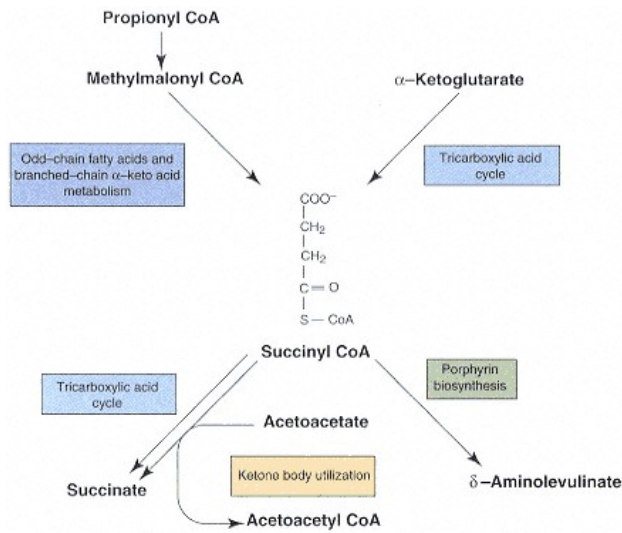 Propionyl CoA
Methylmalonyl CoA
α–Ketoglutarate
Odd–chain fatty acids and
branched–chain α–keto acid
metabolism
Tricarboxylic acid
cycle
COO⁻
CH₂
CH₂
C=O
S—CoA
Succinyl CoA
Tricarboxylic acid
cycle
Porphyrin
biosynthesis
Acetoacetate
Succinate
Ketone body utilization
δ–Aminolevulinate
Acetoacetyl CoA